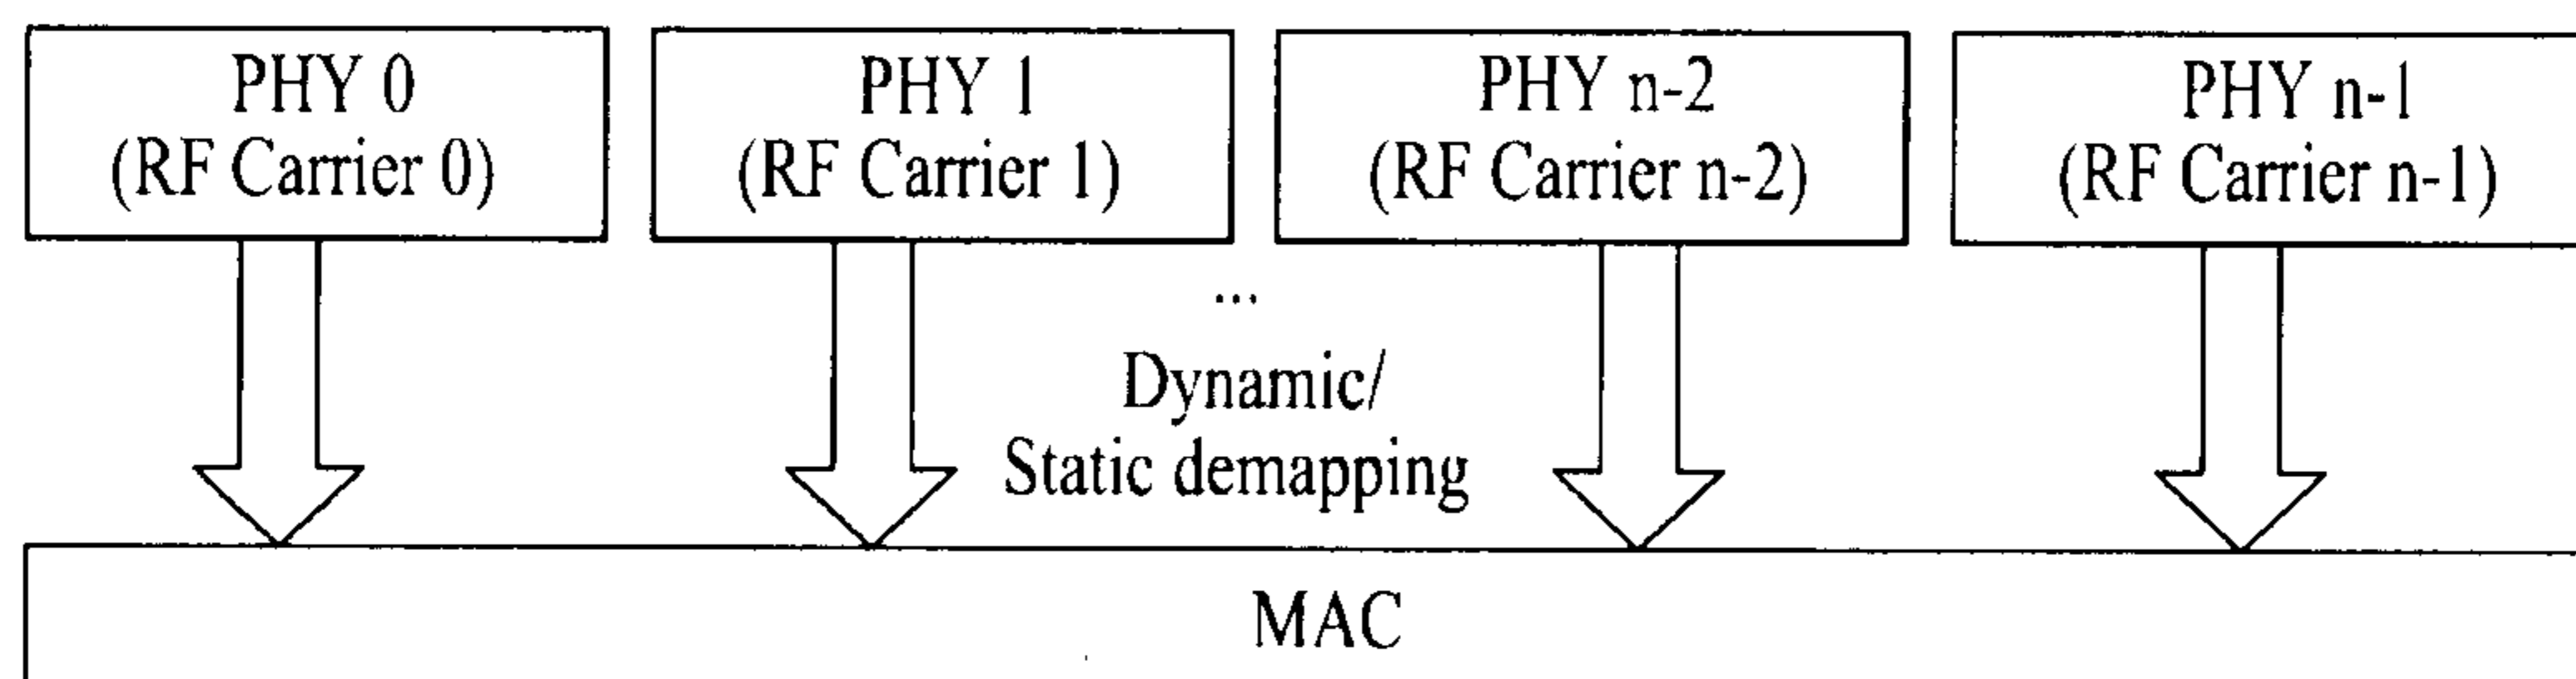 PHY 0
(RF Carrier 0)
PHY 1
(RF Carrier 1)
PHY n-2
(RF Carrier n-2)
PHY n-1
(RF Carrier n-1)
...
Dynamic/
Static demapping
MAC